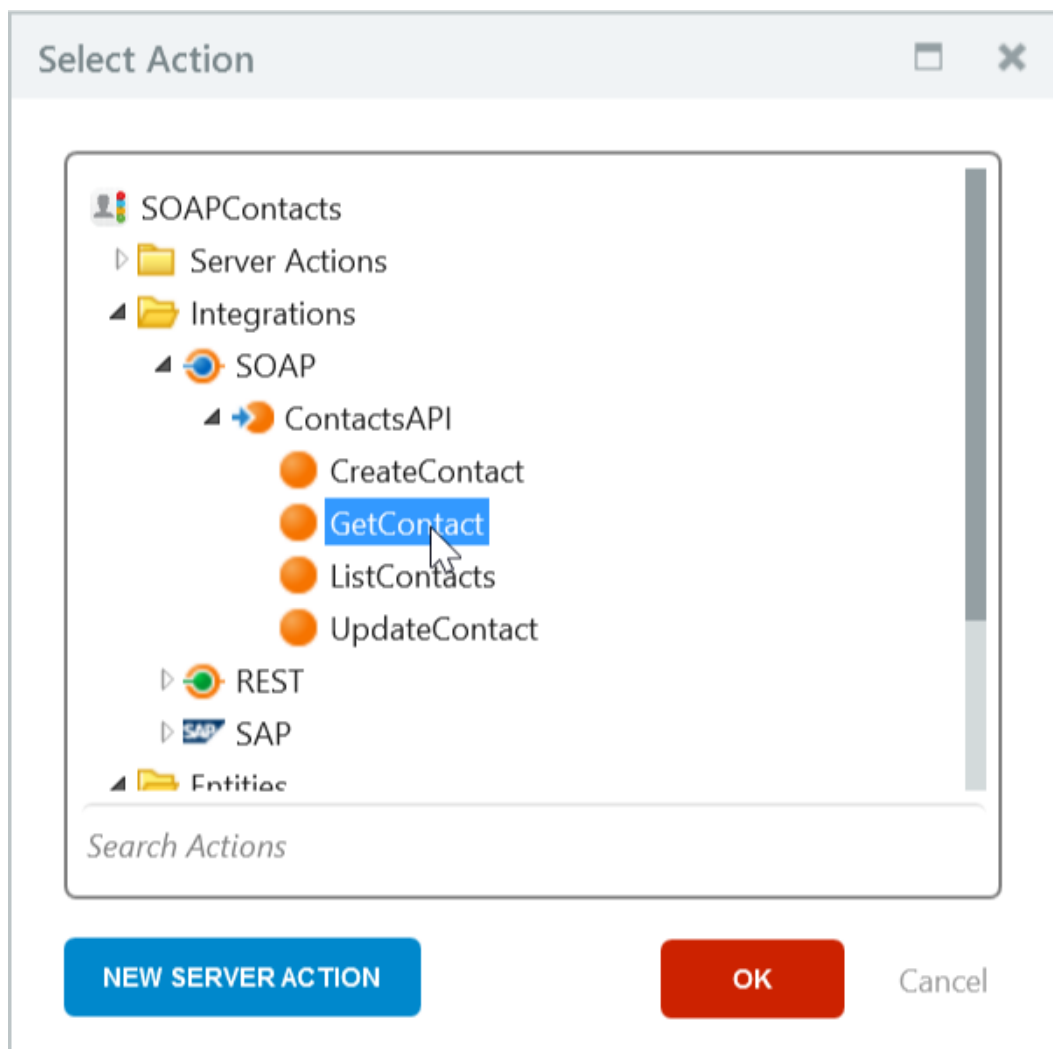 Select Action
SOAPContacts
Server Actions
Integrations
SOAP
ContactsAPI
CreateContact
GetContact
ListContacts
UpdateContact
REST
SAP SAP
Entities
Search Actions
NEW SERVER ACTION OK Cancel